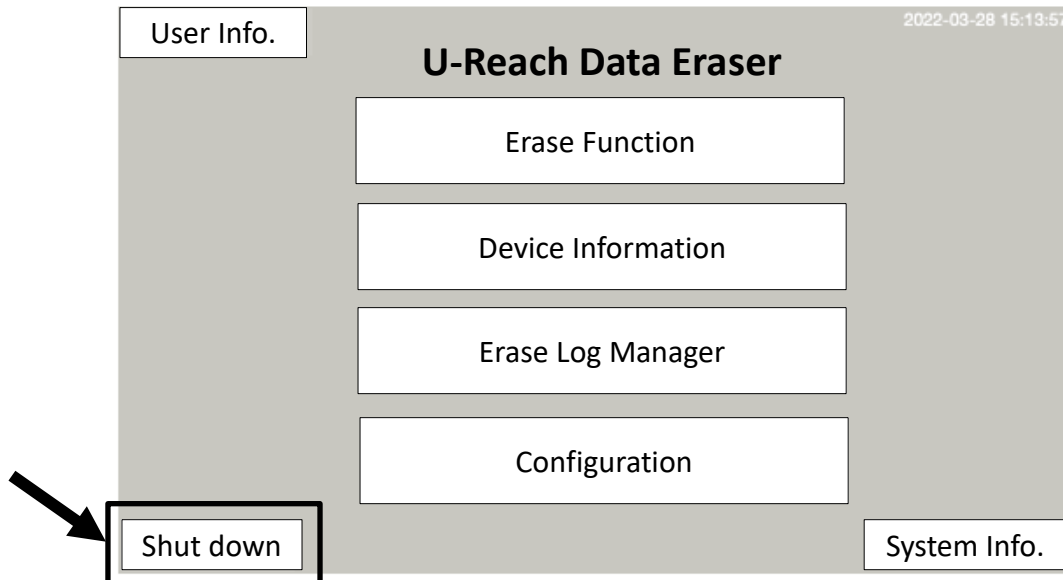 User Info.
2022-03-28 15:13:57
U-Reach Data Eraser
Erase Function
Device Information
Erase Log Manager
Configuration
Shut down
System Info.